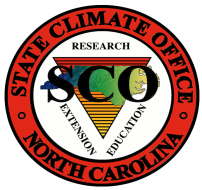 STATE CLIMATE OFFICE
RESEARCH
SCO
EXTENSION
EDUCATION
NORTH CAROLINA